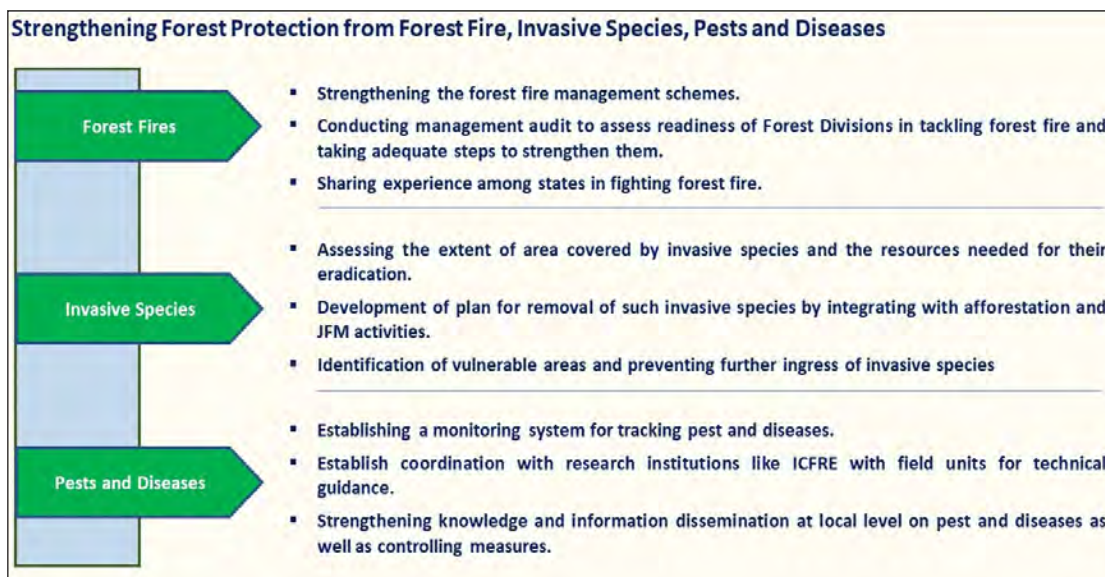 Strengthening Forest Protection from Forest Fire, Invasive Species, Pests and Diseases
Forest Fires
▪ Strengthening the forest fire management schemes.
▪ Conducting management audit to assess readiness of Forest Divisions in tackling forest fire and
taking adequate steps to strengthen them.
▪ Sharing experience among states in fighting forest fire.
Invasive Species
▪ Assessing the extent of area covered by invasive species and the resources needed for their
eradication.
▪ Development of plan for removal of such invasive species by integrating with afforestation and
JFM activities.
▪ Identification of vulnerable areas and preventing further ingress of invasive species
Pests and Diseases
▪ Establishing a monitoring system for tracking pest and diseases.
▪ Establish coordination with research institutions like ICFRE with field units for technical
guidance.
▪ Strengthening knowledge and information dissemination at local level on pest and diseases as
well as controlling measures.